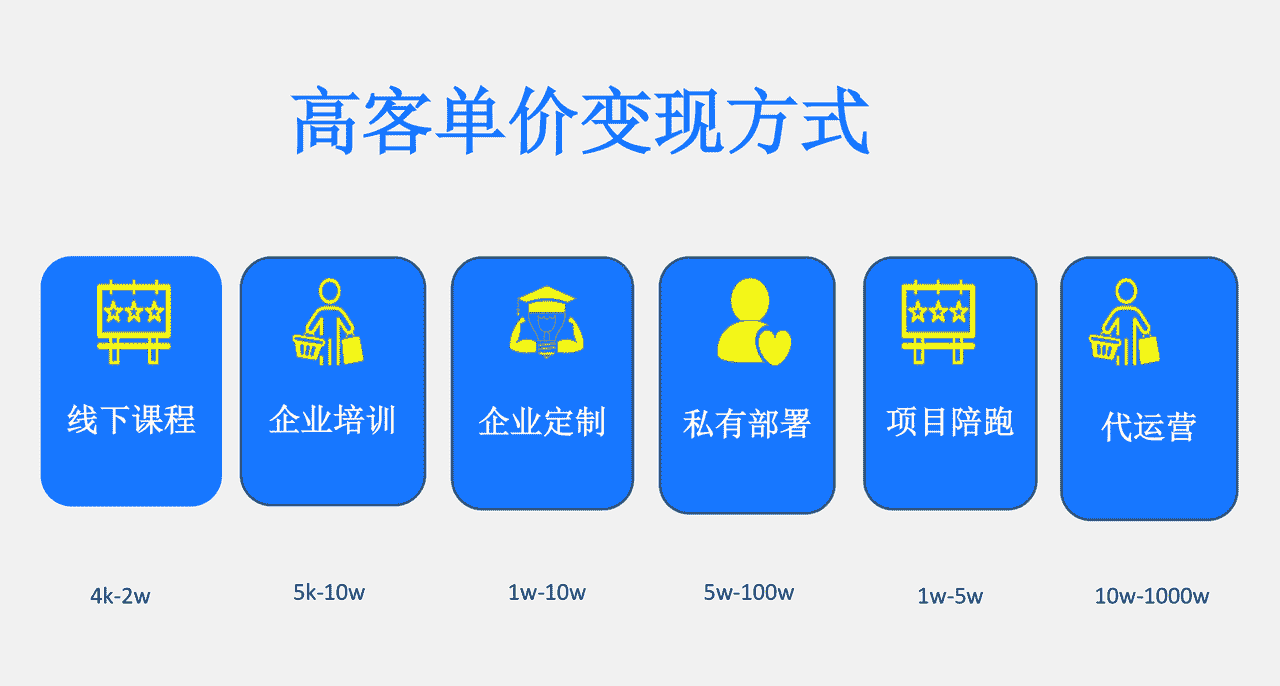 高客单价变现方式
线下课程
企业培训
企业定制
私有部署
项目陪跑
代运营
4k-2w
5k-10w
1w-10w
5w-100w
1w-5w
10w-1000w